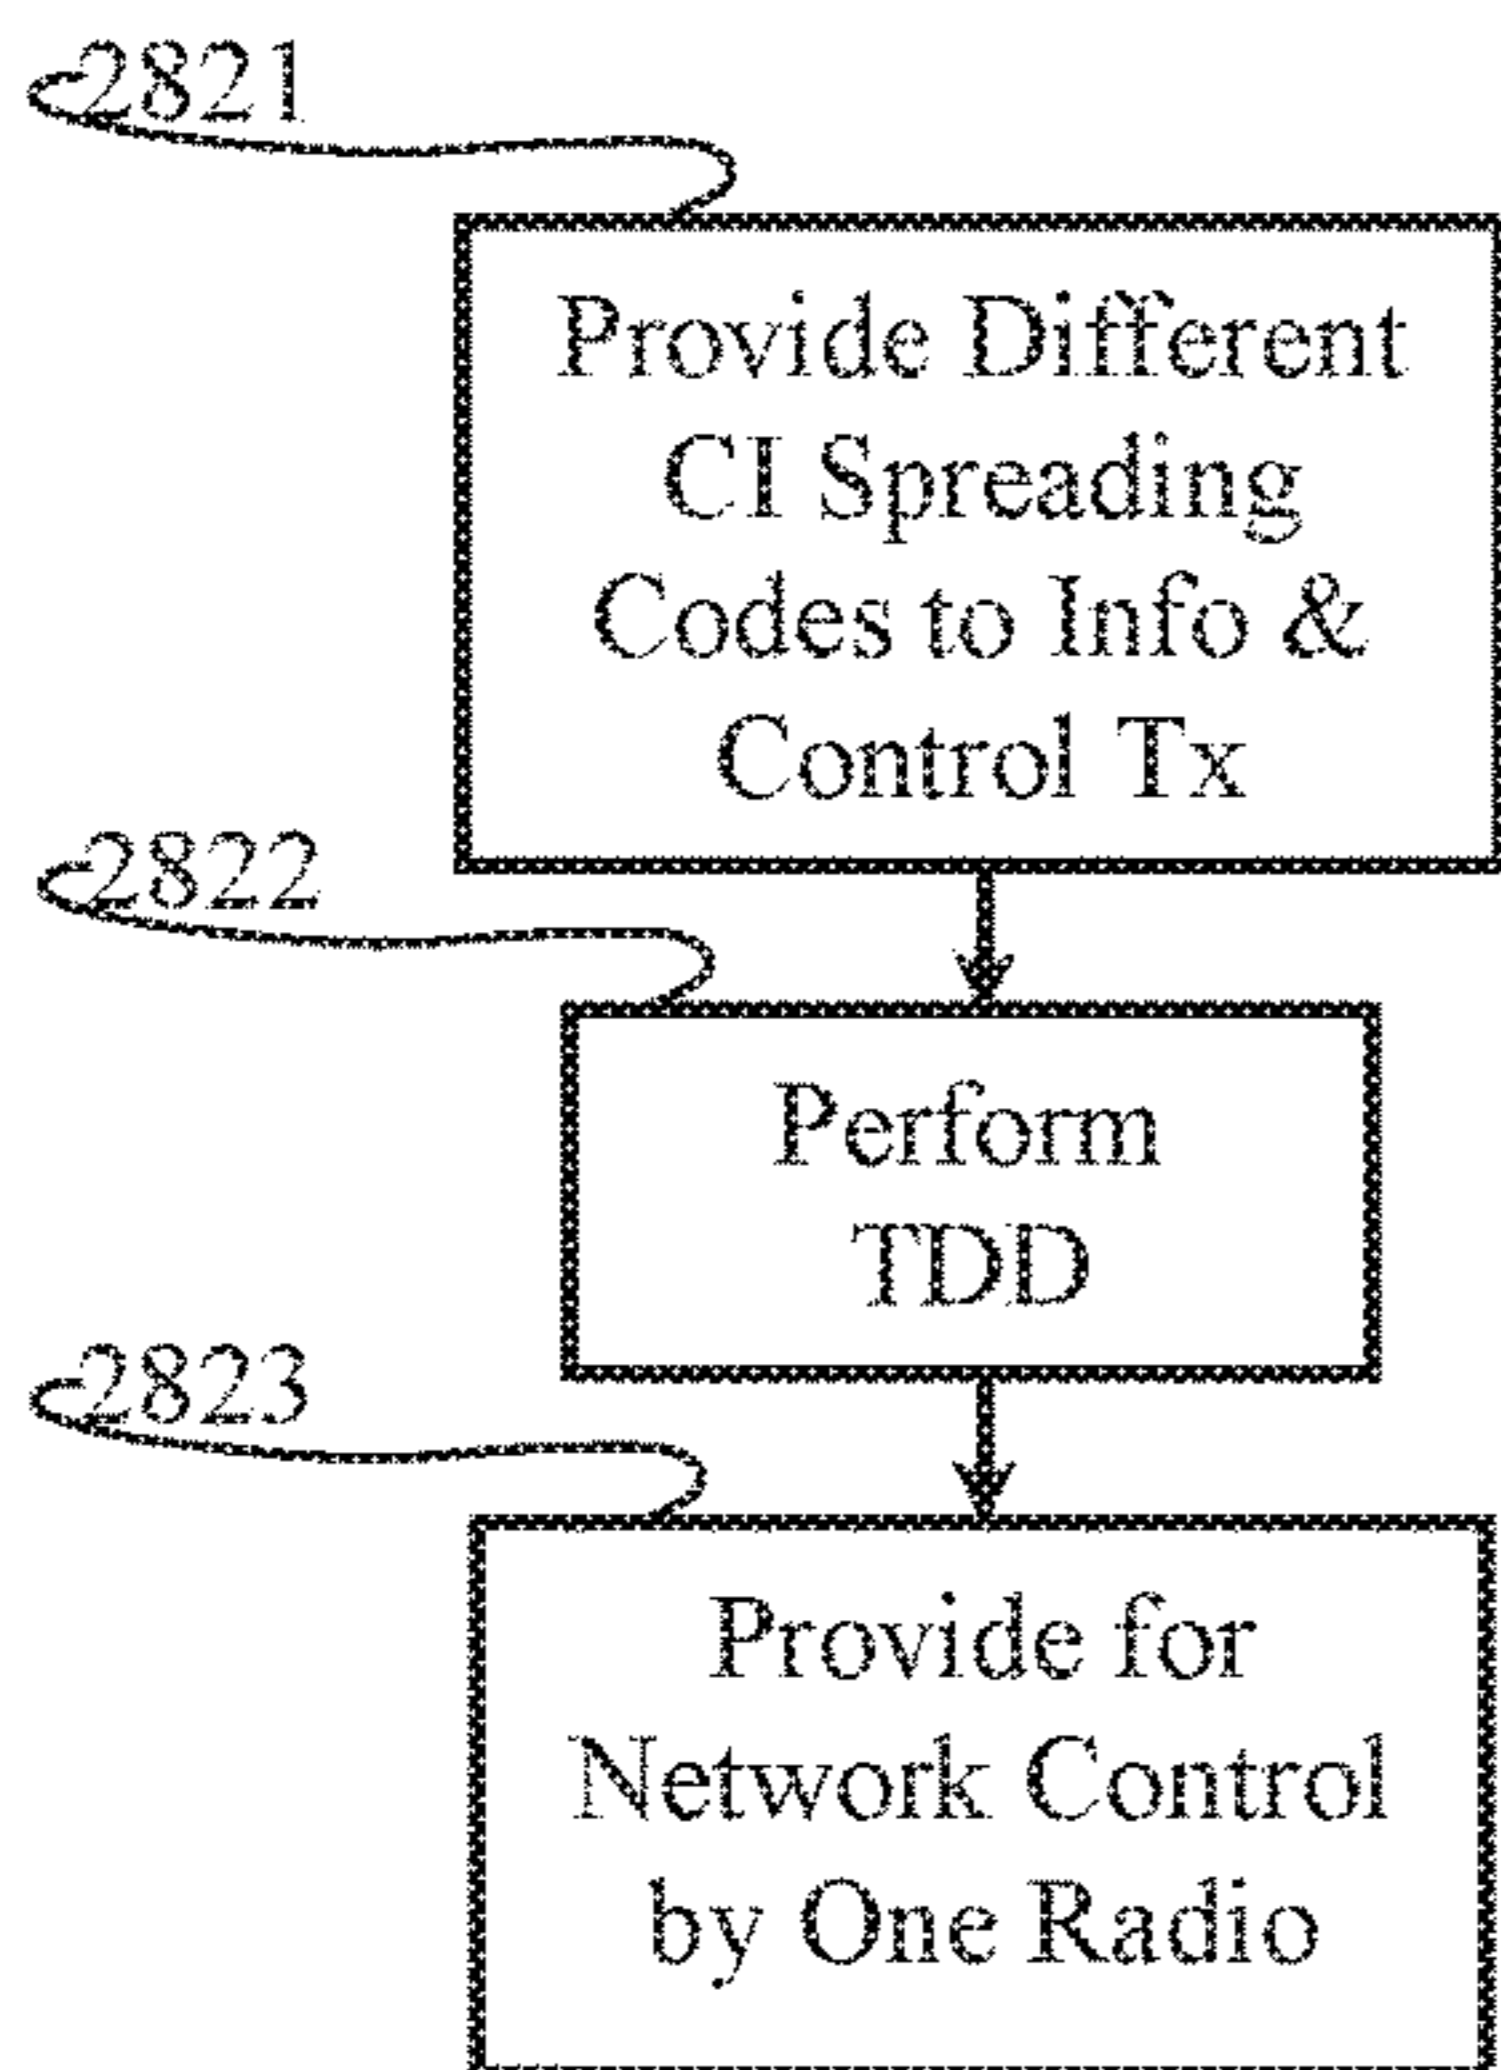 2821
Provide Different
CI Spreading
Codes to Info &
Control Tx
2822
Perform
TDD
2823
Provide for
Network Control
by One Radio